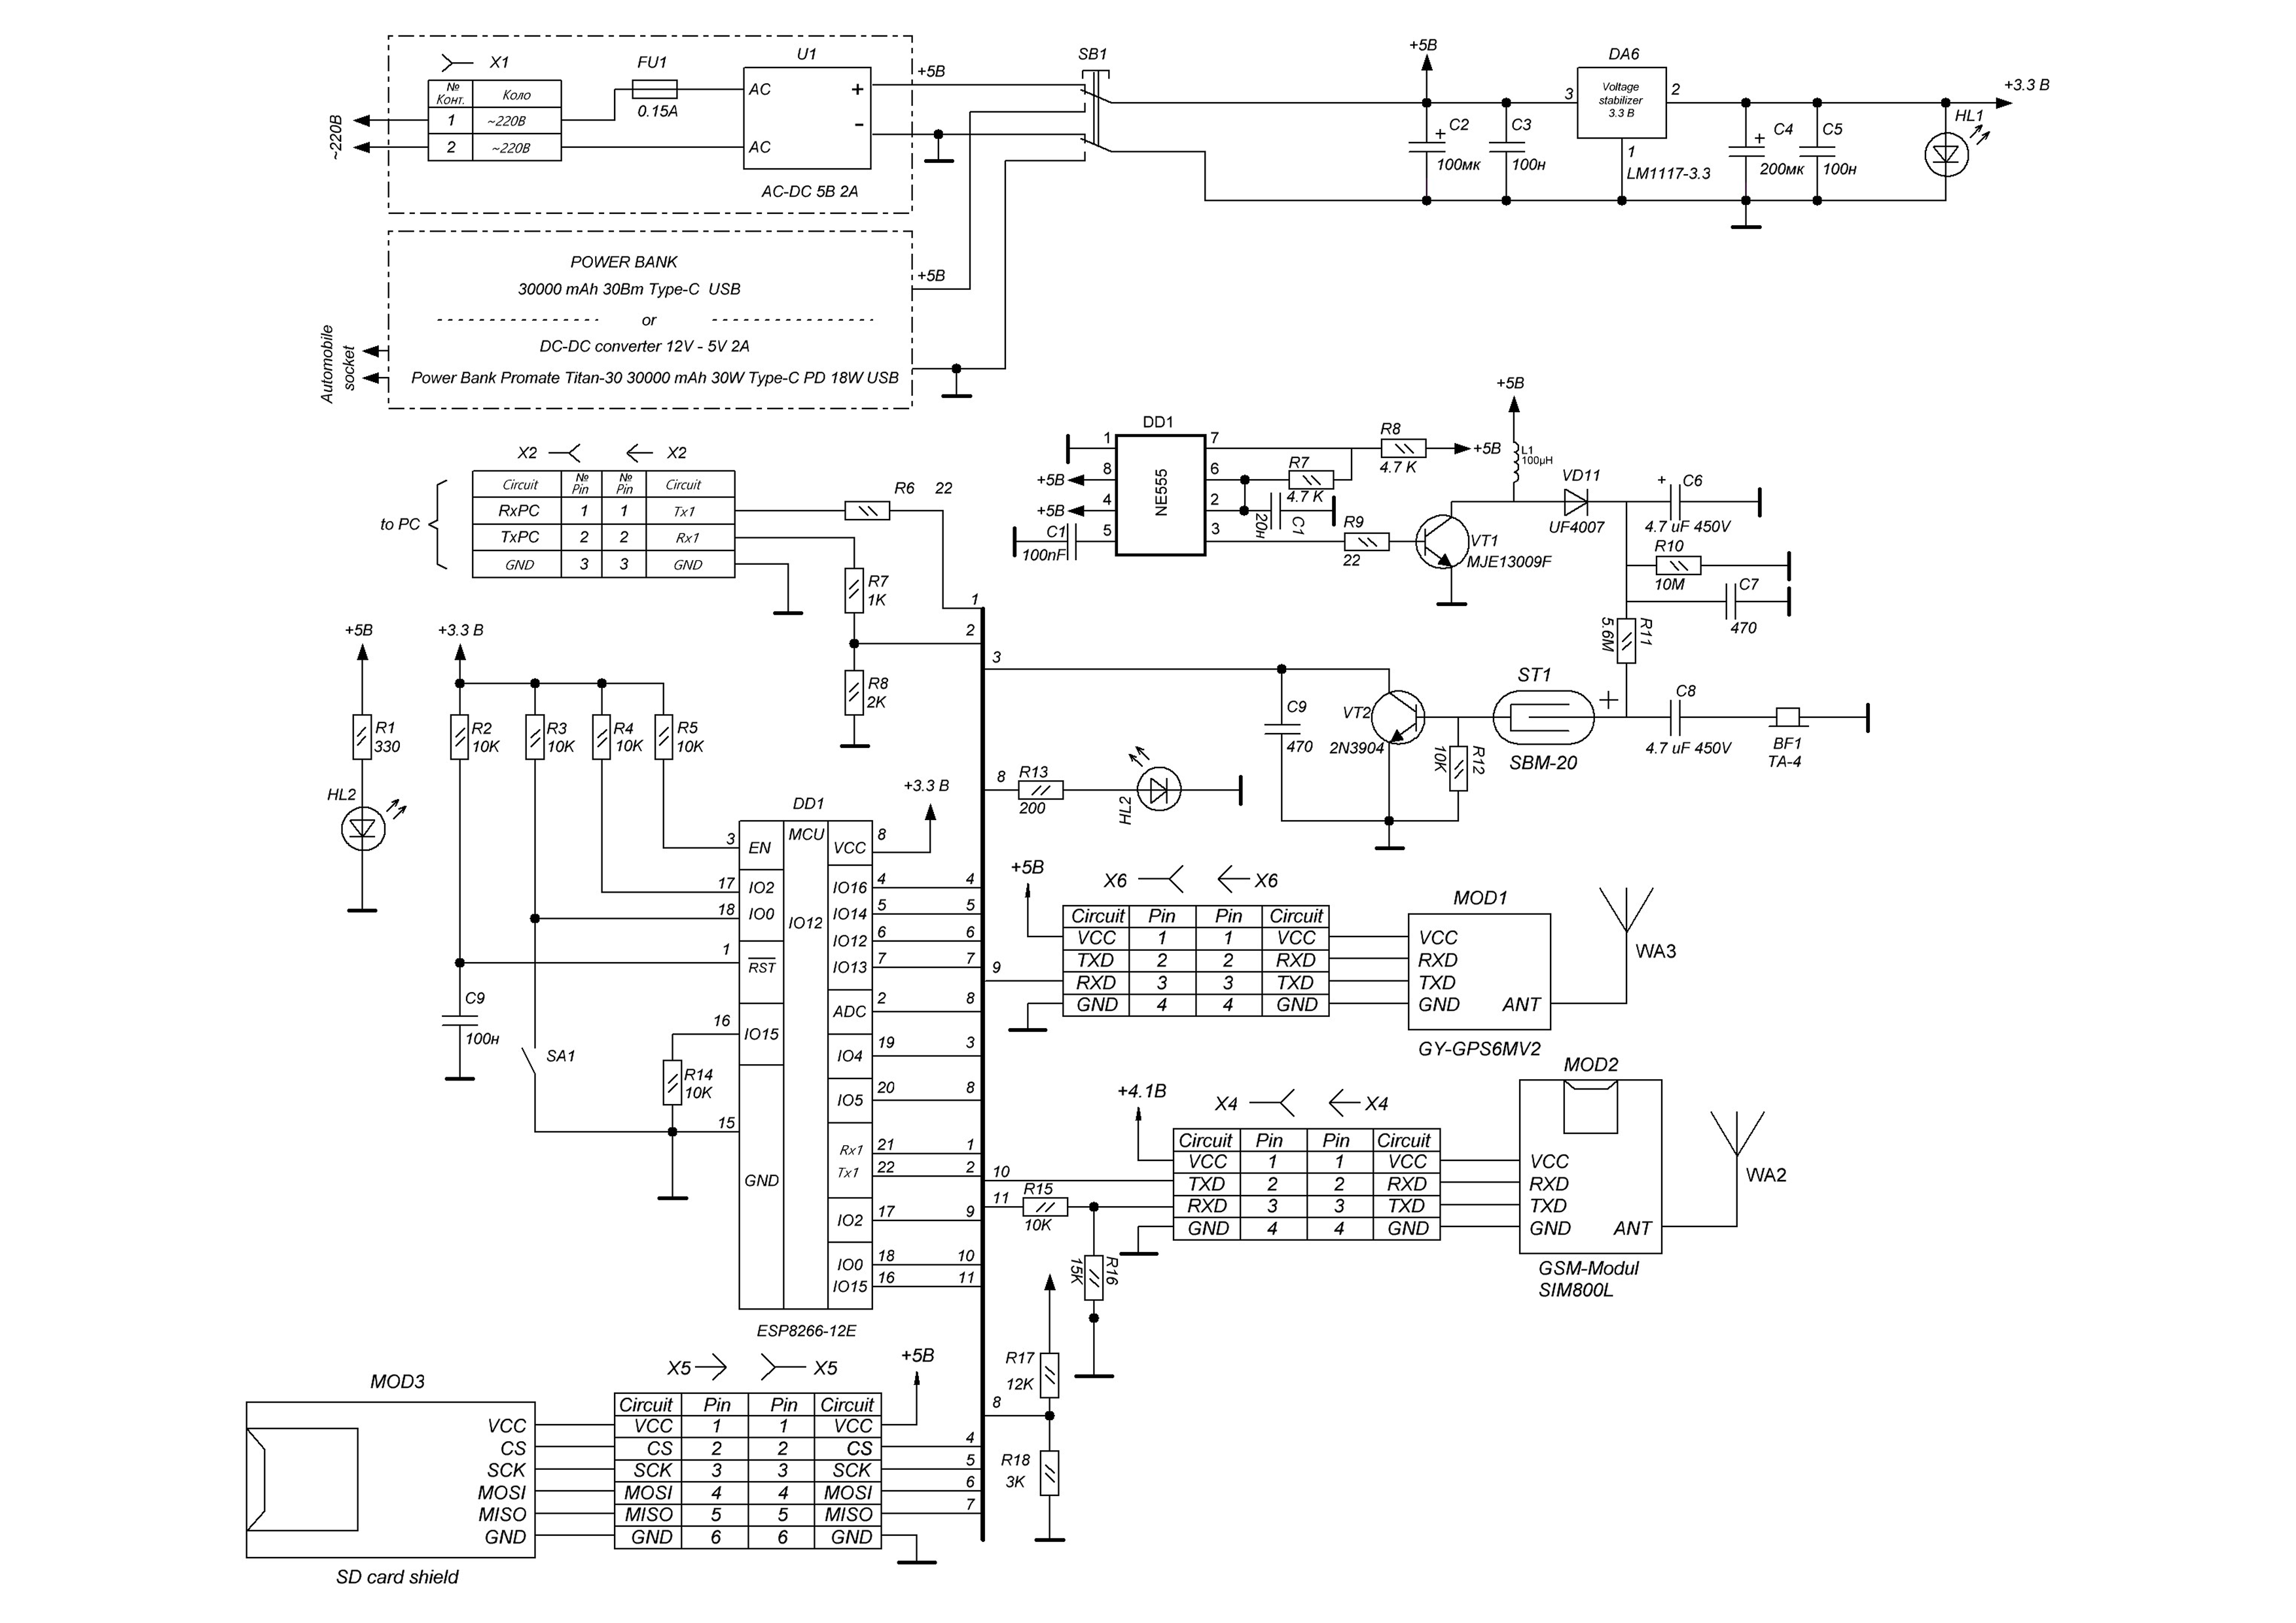 X1
FU1
U1
+5В
SB1
+5В
DA6
№ Конт.
Коло
1
~220В
2
~220В
~220В
0.15A
AC
AC
+
–
AC-DC 5В 2А
3
Voltage stabilizer 3.3 В
2
1
LM1117-3.3
+3.3 В
+
C2
100мк
C3
100н
+
C4
200мк
C5
100н
HL1
POWER BANK
30000 mAh 30Вт Type-C USB
or
DC-DC converter 12V - 5V 2A
Power Bank Promate Titan-30 30000 mAh 30W Type-C PD 18W USB
+5В
Automobile socket
X2
X2
Circuit
№ Pin
№ Pin
Circuit
RxPC
1
1
Tx1
TxPC
2
2
Rx1
GND
3
3
GND
to PC
R6
22
R7
1K
R8
2K
1
2
3
DD1
NE555
1
8
4
5
7
6
2
3
+5В
+5В
C1
100nF
R8
4.7 K
+5В
R7
4.7 K
20н
C1
R9
22
VT1
MJE13009F
+5В
L1
100µH
VD11
UF4007
+
C6
4.7 uF 450V
R10
10M
C7
470
R11
5.6M
ST1
+
SBM-20
C8
4.7 uF 450V
BF1
TA-4
C9
470
VT2
2N3904
R12
10K
8
R13
200
HL2
+5В
+3.3 В
R1
330
R2
10K
R3
10K
R4
10K
R5
10K
HL2
C9
100н
SA1
R14
10K
DD1
MCU
IO12
+3.3 В
3
EN
17
IO2
18
IO0
1
RST
16
IO15
15
GND
VCC
8
IO16
4
4
IO14
5
5
IO12
6
6
IO13
7
7
ADC
2
8
IO4
19
3
IO5
20
8
Rx1
21
1
Tx1
22
2
IO2
17
9
IO0
18
10
IO15
16
11
ESP8266-12E
+5В
X6
X6
Circuit
Pin
Pin
Circuit
VCC
1
1
VCC
TXD
2
2
RXD
RXD
3
3
TXD
GND
4
4
GND
9
MOD1
VCC
RXD
TXD
GND
ANT
WA3
GY-GPS6MV2
+4.1В
X4
X4
Circuit
Pin
Pin
Circuit
VCC
1
1
VCC
TXD
2
2
RXD
RXD
3
3
TXD
GND
4
4
GND
10
11
R15
10K
R16
15K
MOD2
VCC
RXD
TXD
GND
ANT
WA2
GSM-Modul
SIM800L
R17
12K
8
R18
3K
MOD3
VCC
CS
SCK
MOSI
MISO
GND
SD card shield
X5
X5
+5В
Circuit
Pin
Pin
Circuit
VCC
1
1
VCC
CS
2
2
CS
4
SCK
3
3
SCK
5
MOSI
4
4
MOSI
6
MISO
5
5
MISO
7
GND
6
6
GND